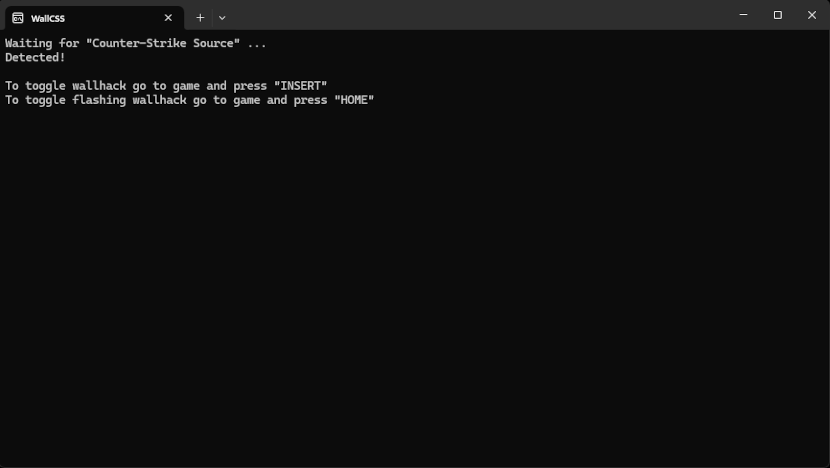 WallCSS
Waiting for "Counter-Strike Source" ...
Detected!
To toggle wallhack go to game and press "INSERT"
To toggle flashing wallhack go to game and press "HOME"